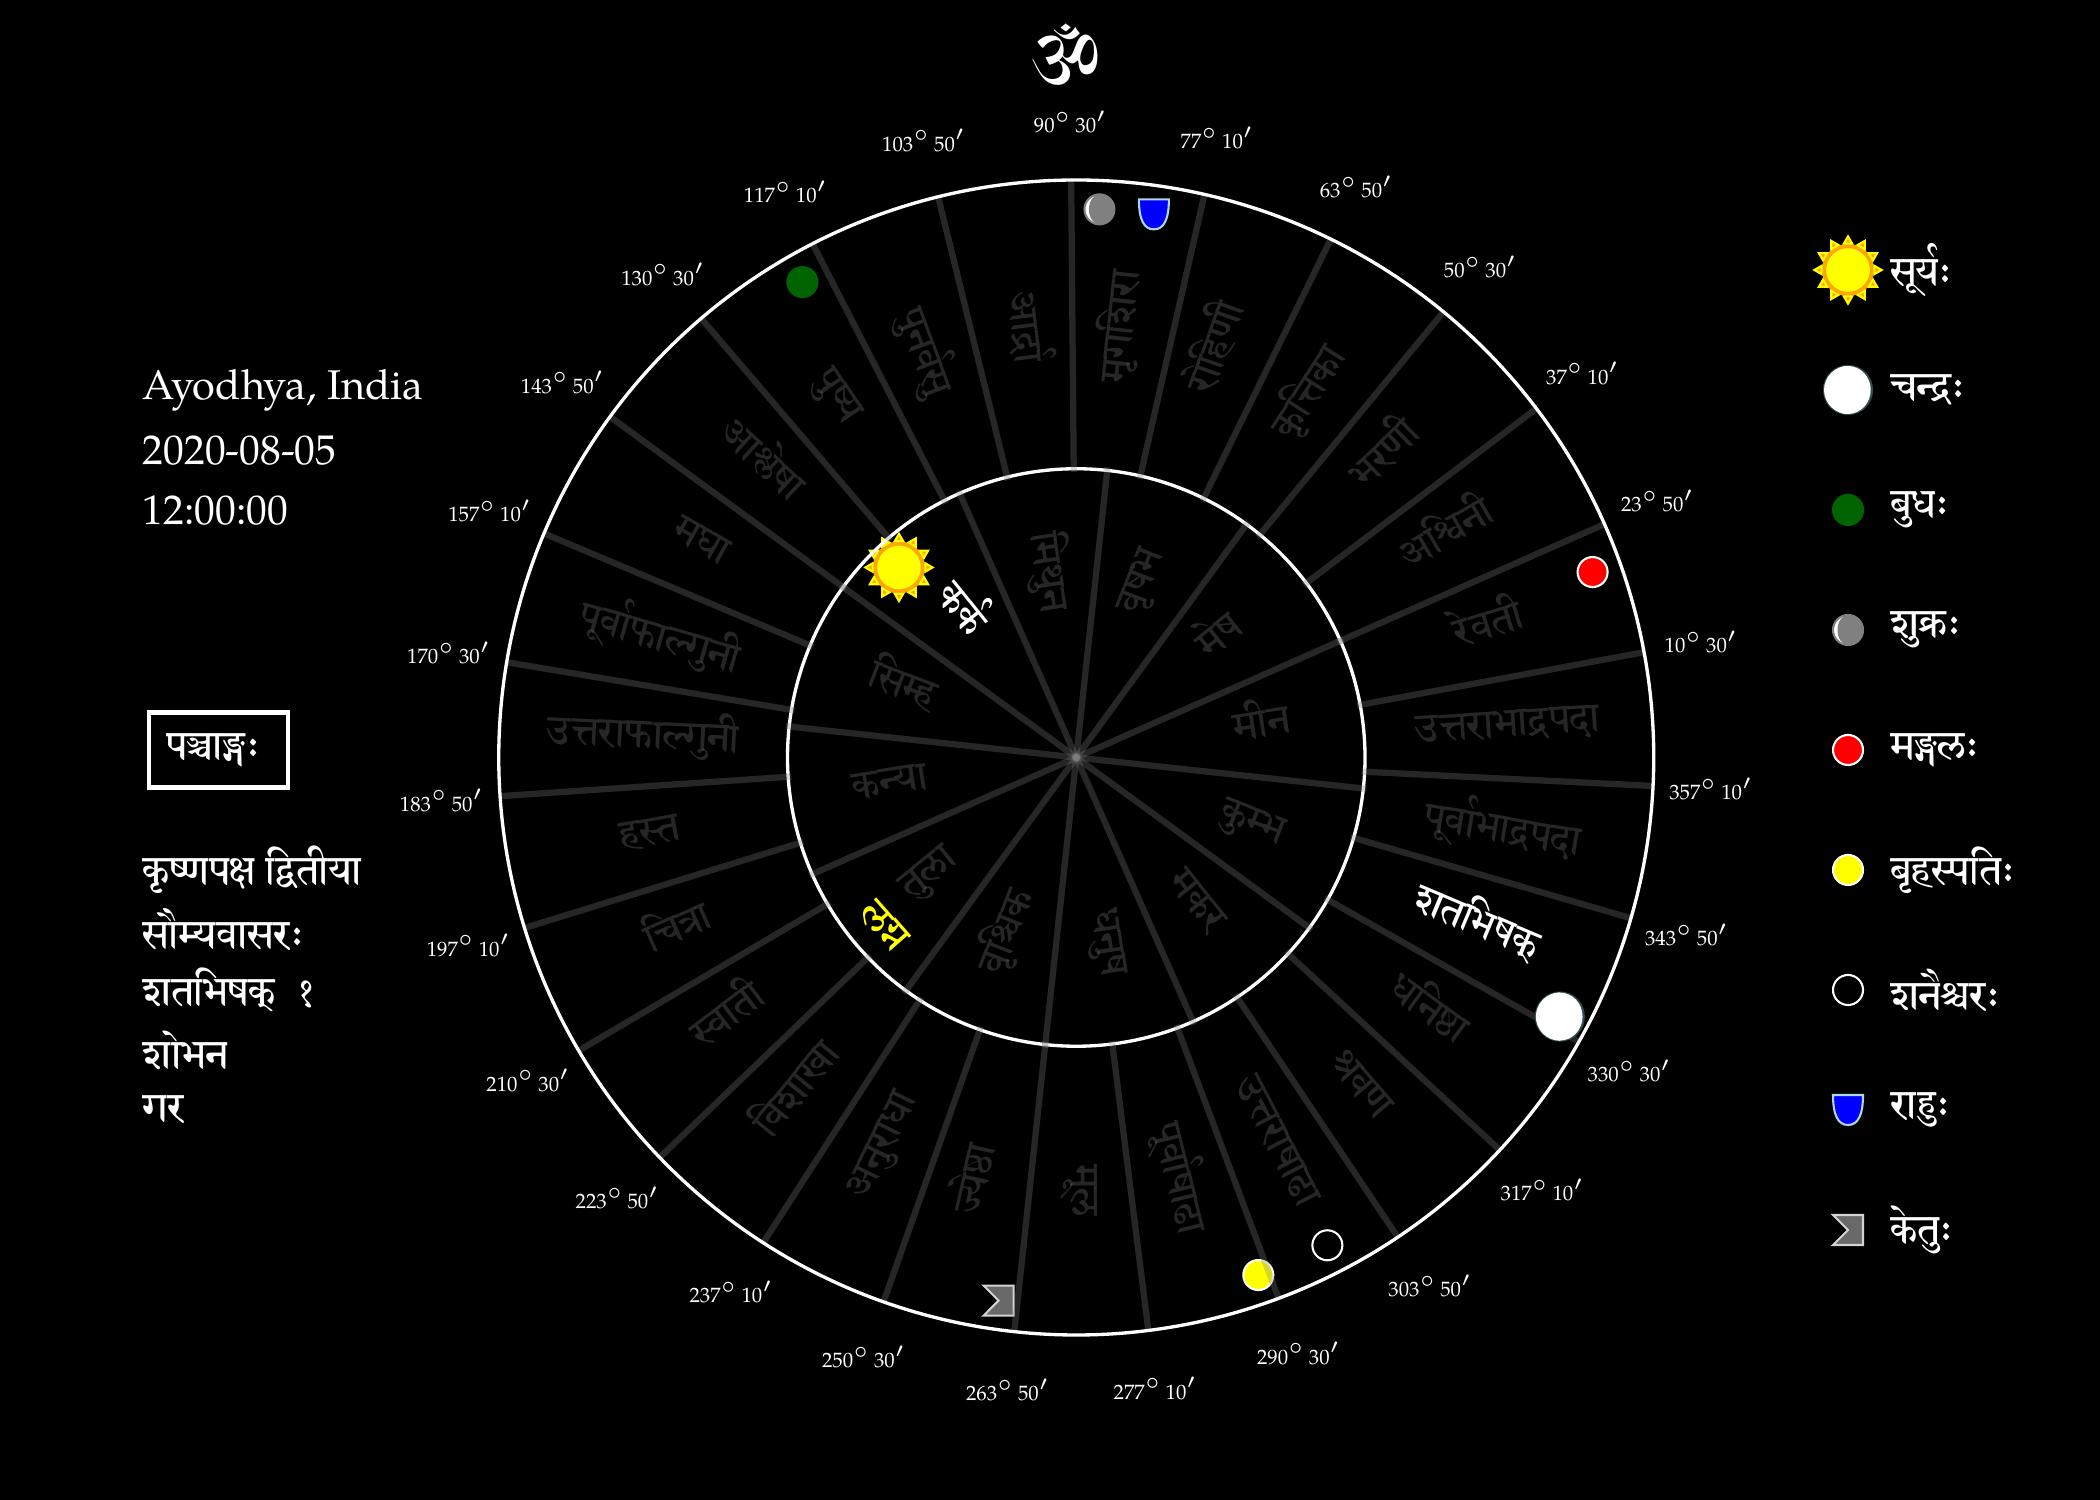 ॐ
90° 30′
77° 10′
63° 50′
50° 30′
37° 10′
23° 50′
10° 30′
357° 10′
343° 50′
330° 30′
317° 10′
303° 50′
290° 30′
277° 10′
263° 50′
250° 30′
237° 10′
223° 50′
210° 30′
197° 10′
183° 50′
170° 30′
157° 10′
143° 50′
130° 30′
117° 10′
103° 50′
Ayodhya, India
2020-08-05
12:00:00
पञ्चाङ्गः
कृष्णपक्ष द्वितीया
सौम्यवासरः
शतभिषक् १
शोभन
गर
मृगशिरा
रोहिणी
कृत्तिका
भरणी
अश्विनी
रेवती
उत्तराभाद्रपदा
पूर्वाभाद्रपदा
शतभिषक्
धनिष्ठा
श्रवण
उत्तराषाढा
पूर्वाषाढा
मूल
ज्येष्ठा
अनुराधा
विशाखा
स्वाती
चित्रा
हस्त
उत्तराफाल्गुनी
पूर्वाफाल्गुनी
मघा
आश्लेषा
पुष्य
पुनर्वसु
आर्द्रा
मिथुन
वृषभ
मेष
मीन
कुम्भ
मकर
धनुष
वृश्चिक
तुला
लग्न
कन्या
सिम्ह
कर्क
सूर्यः
चन्द्रः
बुधः
शुक्रः
मङ्गलः
बृहस्पतिः
शनैश्चरः
राहुः
केतुः